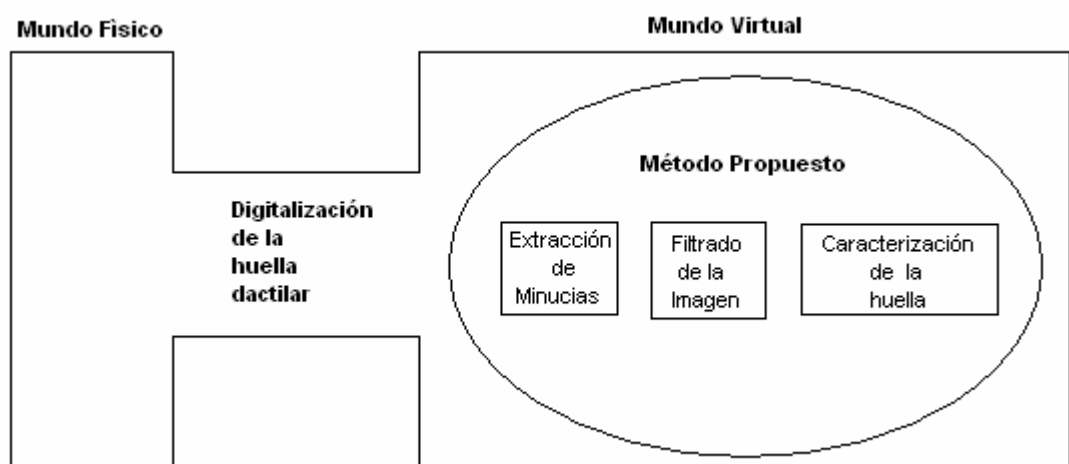 Mundo Fìsico
Mundo Virtual
Método Propuesto
Digitalización
de la
huella
dactilar
Extracción
de
Minucias
Filtrado
de la
Imagen
Caracterización
de la
huella